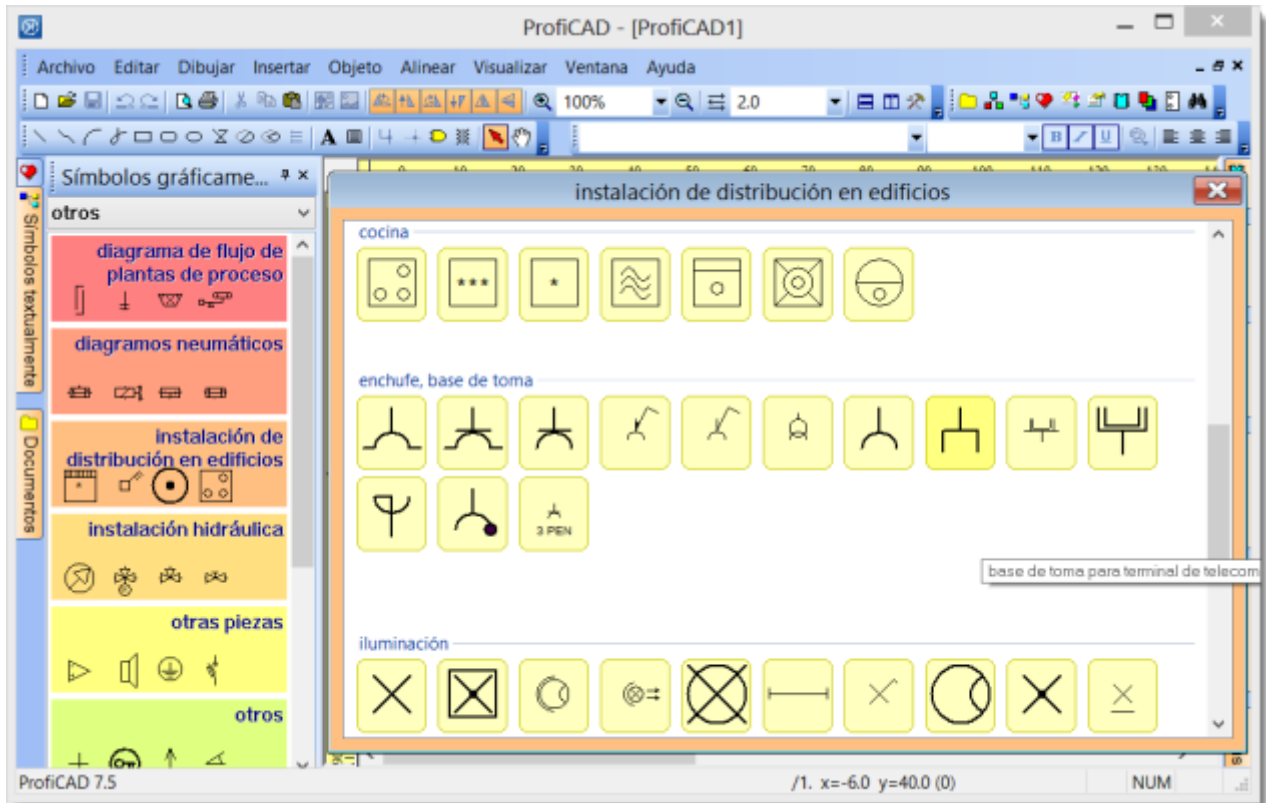 ProfiCAD - [ProfiCAD1]
Archivo Editar Dibujar Insertar Objeto Alinear Visualizar Ventana Ayuda
100% 2.0
A B I U
Símbolos gráficame...
otros
Símbolos textualmente
Documentos
diagrama de flujo de
plantas de proceso
diagramos neumáticos
instalación de
distribución en edificios
instalación hidráulica
otras piezas
otros
instalación de distribución en edificios
cocina
enchufe, base de toma
3 PEN
base de toma para terminal de telecom
iluminación
ProfiCAD 7.5
/1. x=-6.0 y=40.0 (0)
NUM